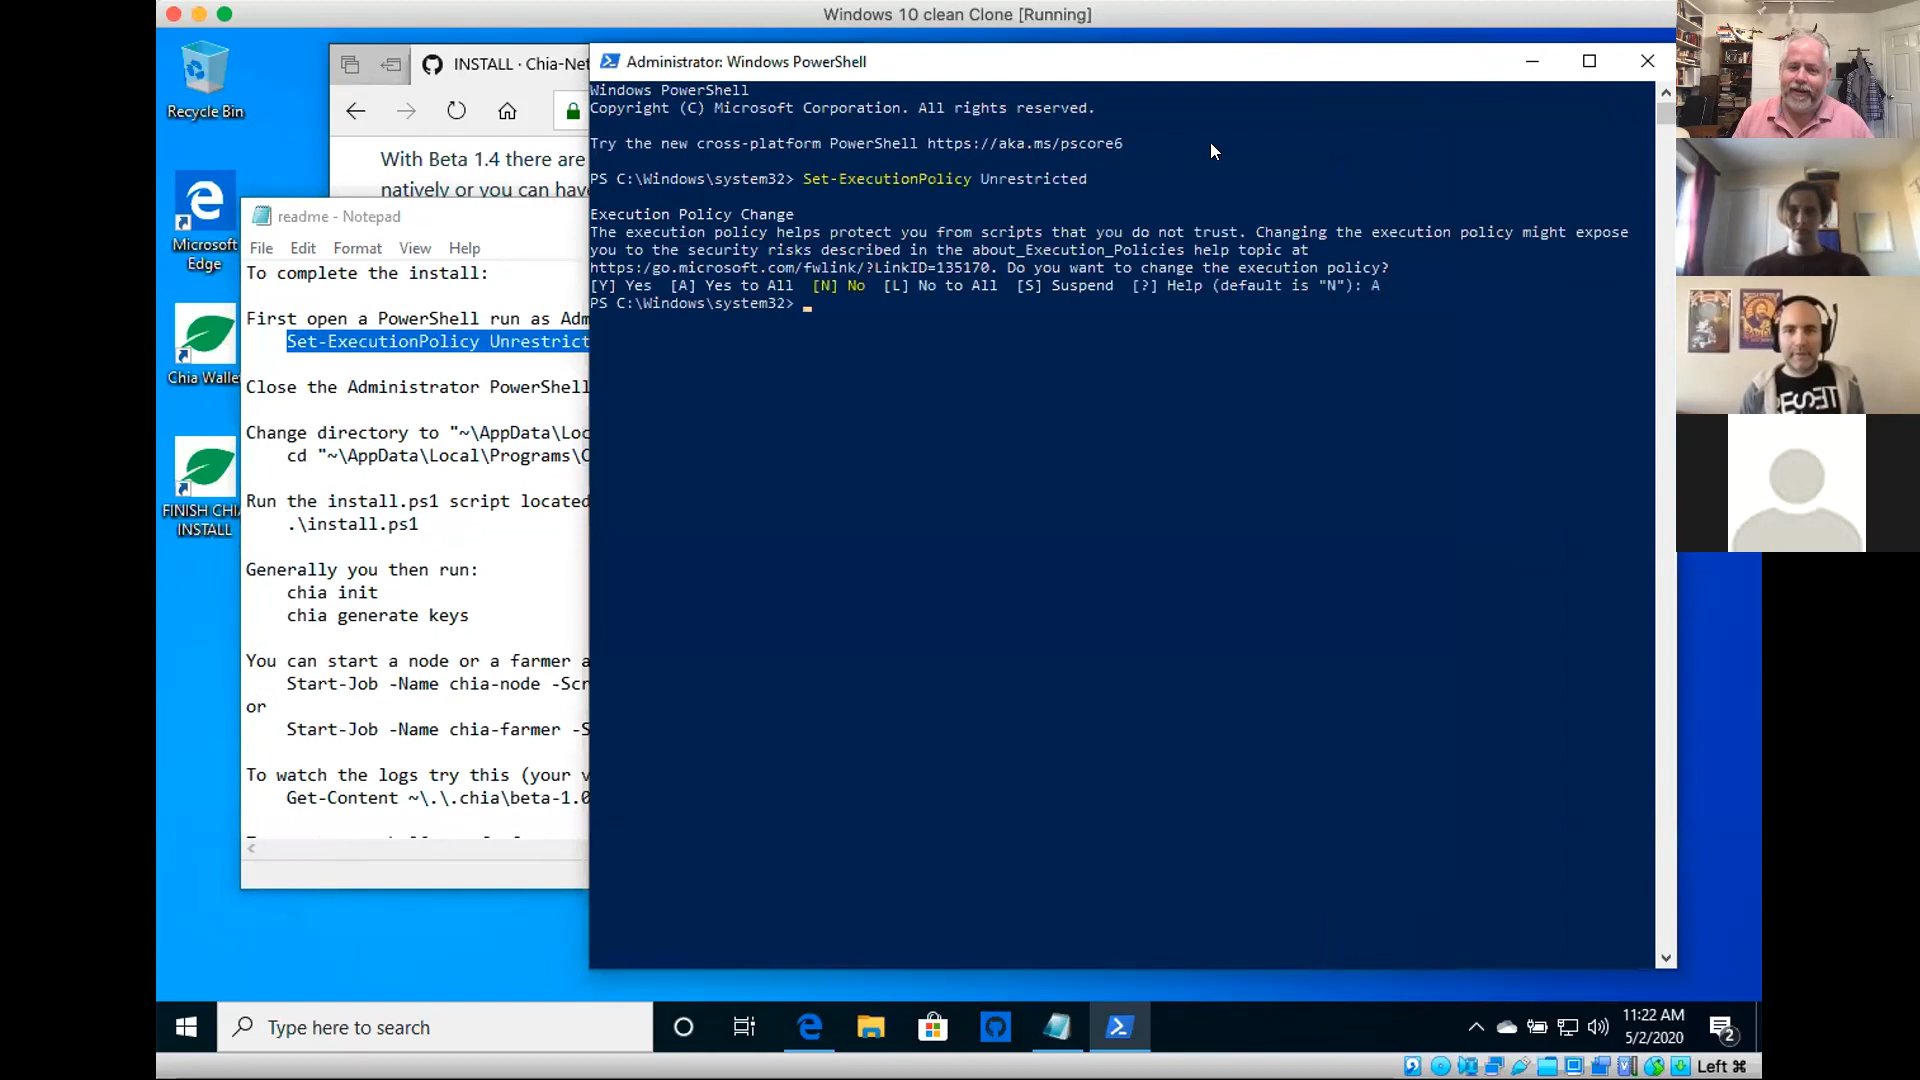 Windows 10 clean Clone [Running]
Recycle Bin
Microsoft
Edge
Chia Walle
FINISH CHI
INSTALL
INSTALL · Chia-Net
With Beta 1.4 there are
natively or you can have
readme - Notepad
File Edit Format View Help
To complete the install:
First open a PowerShell run as Adm
Set-ExecutionPolicy Unrestrict
Close the Administrator PowerShell
Change directory to "~\AppData\Loc
cd "~\AppData\Local\Programs\C
Run the install.ps1 script located
.\install.ps1
Generally you then run:
chia init
chia generate keys
You can start a node or a farmer a
Start-Job -Name chia-node -Scr
or
Start-Job -Name chia-farmer -S
To watch the logs try this (your v
Get-Content ~\.\.chia\beta-1.0
Administrator: Windows PowerShell
Windows PowerShell
Copyright (C) Microsoft Corporation. All rights reserved.
Try the new cross-platform PowerShell https://aka.ms/pscore6
PS C:\Windows\system32> Set-ExecutionPolicy Unrestricted
Execution Policy Change
The execution policy helps protect you from scripts that you do not trust. Changing the execution policy might expose
you to the security risks described in the about_Execution_Policies help topic at
https:/go.microsoft.com/fwlink/?LinkID=135170. Do you want to change the execution policy?
[Y] Yes [A] Yes to All [N] No [L] No to All [S] Suspend [?] Help (default is "N"): A
PS C:\Windows\system32>
Type here to search
11:22 AM
5/2/2020
2
Left ⌘